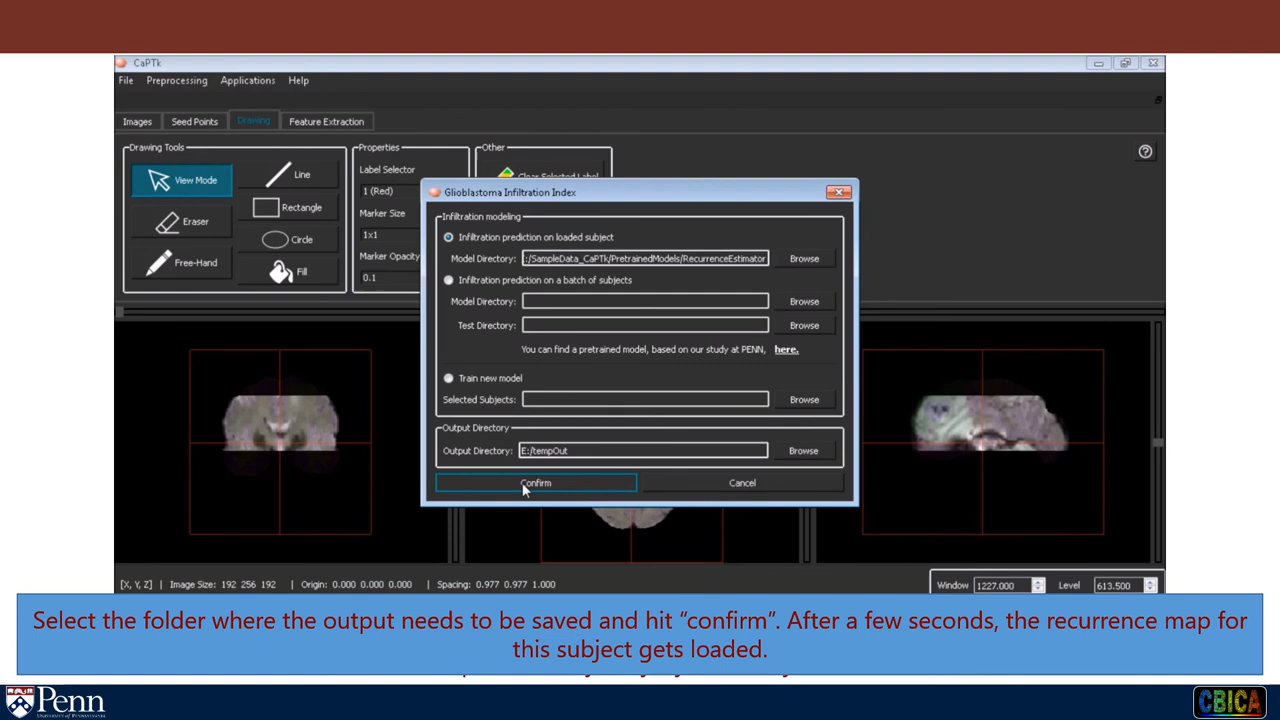 CaPTk
File Preprocessing Applications Help
Images Seed Points Drawing Feature Extraction
Drawing Tools
View Mode
Line
Eraser
Rectangle
Circle
Free-Hand
Fill
Properties
Label Selector
1 (Red)
Marker Size
1x1
Marker Opacity
0.1
Other
Clear Selected Label
Glioblastoma Infiltration Index
Infiltration modeling
Infiltration prediction on loaded subject
Model Directory: :/SampleData_CaPTk/PretrainedModels/RecurrenceEstimator Browse
Infiltration prediction on a batch of subjects
Model Directory: Browse
Test Directory: Browse
You can find a pretrained model, based on our study at PENN, here.
Train new model
Selected Subjects: Browse
Output Directory
Output Directory: E:/tempOut Browse
Confirm Cancel
[X, Y, Z] | Image Size: 192 256 192 | Origin: 0.000 0.000 0.000 | Spacing: 0.977 0.977 1.000
Window 1227.000 Level 613.500
Select the folder where the output needs to be saved and hit “confirm”. After a few seconds, the recurrence map for
this subject gets loaded.
Penn
University of Pennsylvania
CBICA